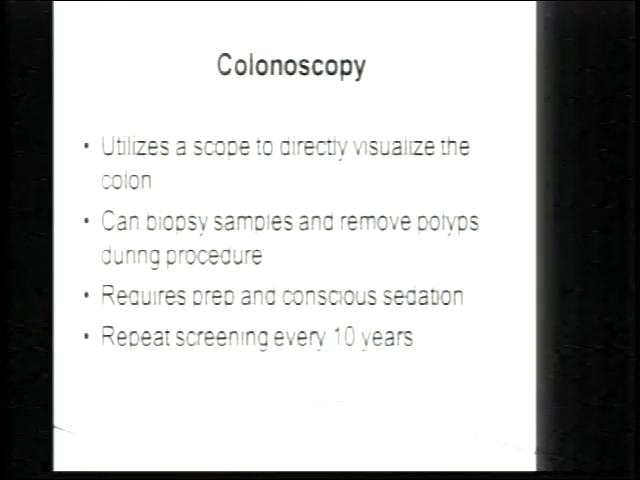 Colonoscopy
• Utilizes a scope to directly visualize the
colon
• Can biopsy samples and remove polyps
during procedure
• Requires prep and conscious sedation
• Repeat screening every 10 years